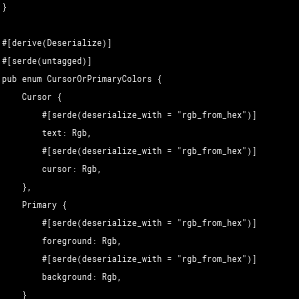 }
#[derive(Deserialize)]
#[serde(untagged)]
pub enum CursorOrPrimaryColors {
    Cursor {
        #[serde(deserialize_with = "rgb_from_hex")]
        text: Rgb,
        #[serde(deserialize_with = "rgb_from_hex")]
        cursor: Rgb,
    },
    Primary {
        #[serde(deserialize_with = "rgb_from_hex")]
        foreground: Rgb,
        #[serde(deserialize_with = "rgb_from_hex")]
        background: Rgb,
    }